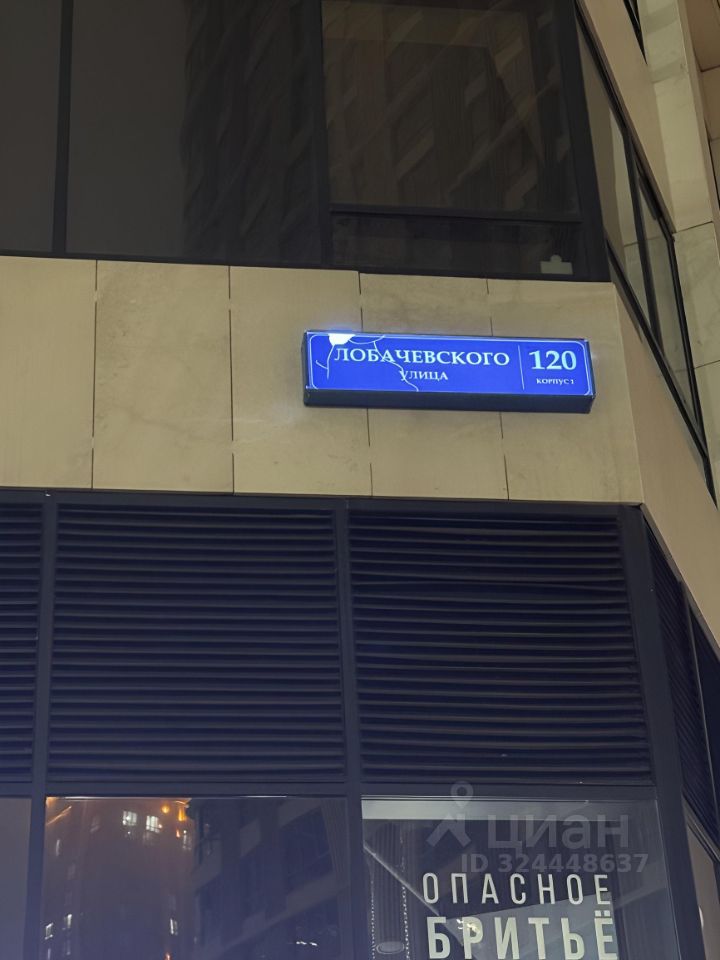 ЛОБАЧЕВСКОГО
УЛИЦА
120
КОРПУС 1
циан
ID 324448637
ОПАСНОЕ
БРИТЬЁ